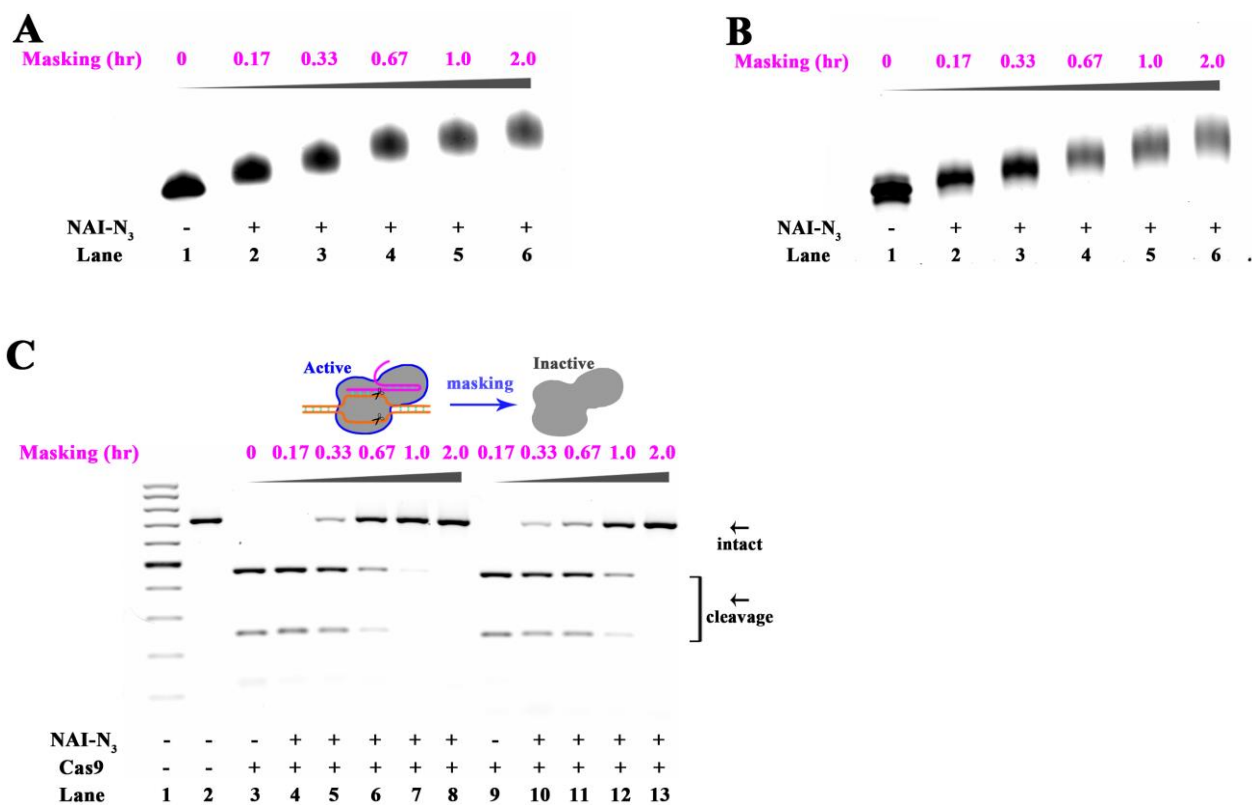 A
Masking (hr) 0 0.17 0.33 0.67 1.0 2.0
NAI-N₃ - + + + + +
Lane 1 2 3 4 5 6
B
Masking (hr) 0 0.17 0.33 0.67 1.0 2.0
NAI-N₃ - + + + + +
Lane 1 2 3 4 5 6 .
C
Active
masking
Inactive
Masking (hr) 0 0.17 0.33 0.67 1.0 2.0 0.17 0.33 0.67 1.0 2.0
←
intact
←
cleavage
NAI-N₃ - - - + + + + + - + + + +
Cas9 - - + + + + + + + + + + +
Lane 1 2 3 4 5 6 7 8 9 10 11 12 13